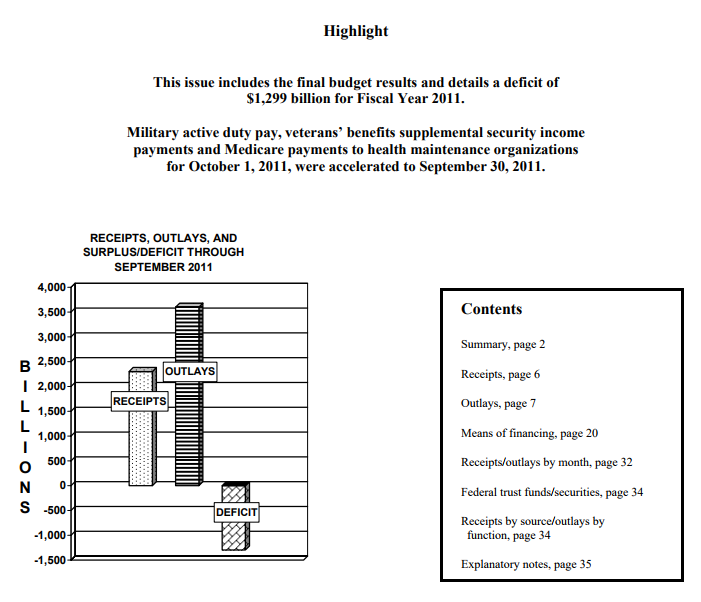 Highlight
This issue includes the final budget results and details a deficit of
$1,299 billion for Fiscal Year 2011.
Military active duty pay, veterans’ benefits supplemental security income
payments and Medicare payments to health maintenance organizations
for October 1, 2011, were accelerated to September 30, 2011.
RECEIPTS, OUTLAYS, AND
SURPLUS/DEFICIT THROUGH
SEPTEMBER 2011
BILLIONS
4,000
3,500
3,000
2,500
2,000
1,500
1,000
500
0
-500
-1,000
-1,500
OUTLAYS
RECEIPTS
DEFICIT
Contents
Summary, page 2
Receipts, page 6
Outlays, page 7
Means of financing, page 20
Receipts/outlays by month, page 32
Federal trust funds/securities, page 34
Receipts by source/outlays by
function, page 34
Explanatory notes, page 35